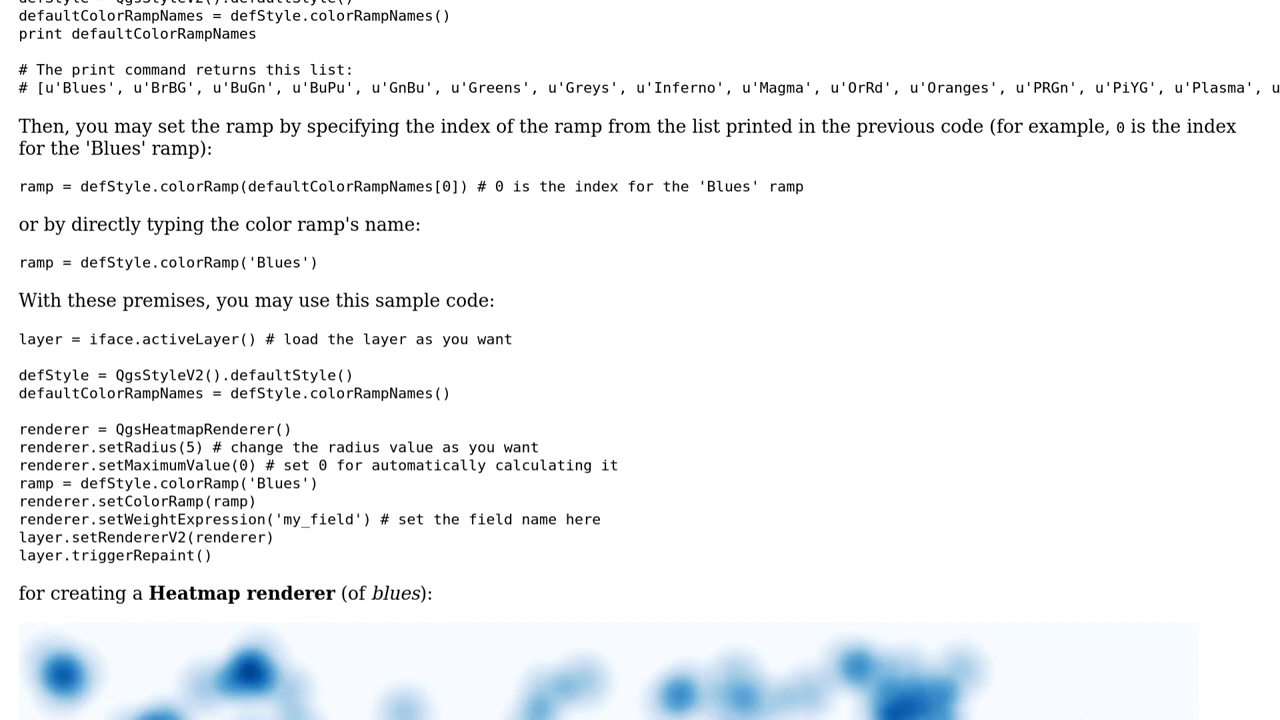 defStyle = QgsStyleV2().defaultStyle()
defaultColorRampNames = defStyle.colorRampNames()
print defaultColorRampNames
# The print command returns this list:
# [u'Blues', u'BrBG', u'BuGn', u'BuPu', u'GnBu', u'Greens', u'Greys', u'Inferno', u'Magma', u'OrRd', u'Oranges', u'PRGn', u'PiYG', u'Plasma', u
Then, you may set the ramp by specifying the index of the ramp from the list printed in the previous code (for example, 0 is the index
for the 'Blues' ramp):
ramp = defStyle.colorRamp(defaultColorRampNames[0]) # 0 is the index for the 'Blues' ramp
or by directly typing the color ramp's name:
ramp = defStyle.colorRamp('Blues')
With these premises, you may use this sample code:
layer = iface.activeLayer() # load the layer as you want
defStyle = QgsStyleV2().defaultStyle()
defaultColorRampNames = defStyle.colorRampNames()
renderer = QgsHeatmapRenderer()
renderer.setRadius(5) # change the radius value as you want
renderer.setMaximumValue(0) # set 0 for automatically calculating it
ramp = defStyle.colorRamp('Blues')
renderer.setColorRamp(ramp)
renderer.setWeightExpression('my_field') # set the field name here
layer.setRendererV2(renderer)
layer.triggerRepaint()
for creating a Heatmap renderer (of blues):